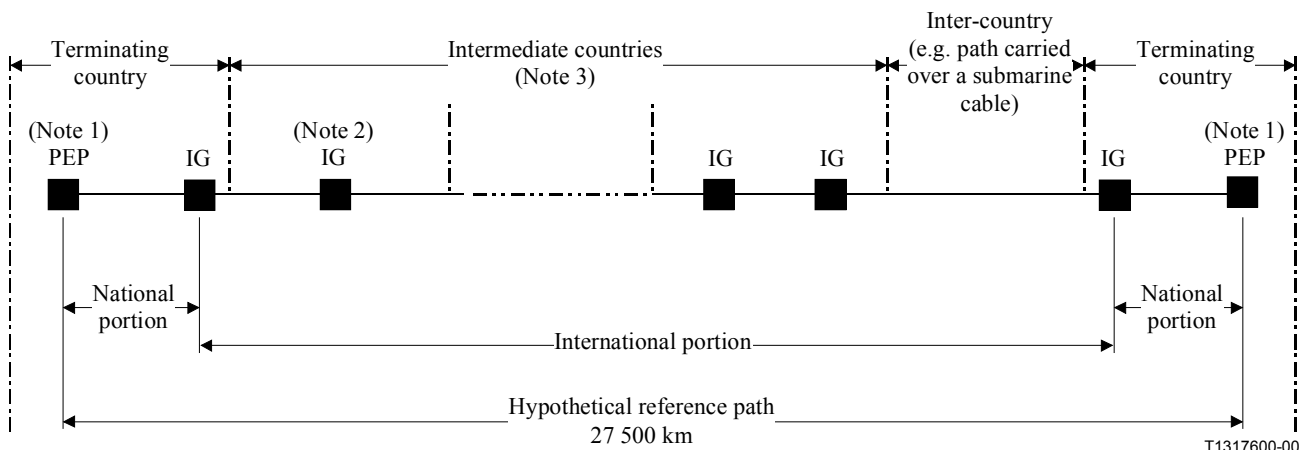 Terminating
country
Intermediate countries
(Note 3)
Inter-country
(e.g. path carried
over a submarine
cable)
Terminating
country
(Note 1)
PEP
IG
(Note 2)
IG
IG
IG
IG
(Note 1)
PEP
National
portion
National
portion
International portion
Hypothetical reference path
27 500 km
T1317600-00